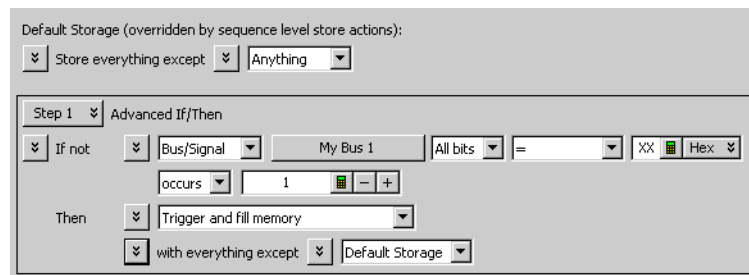 Default Storage (overridden by sequence level store actions):
Store everything except Anything
Step 1 Advanced If/Then
If not Bus/Signal My Bus 1 All bits = XX Hex
occurs 1 - +
Then Trigger and fill memory
with everything except Default Storage